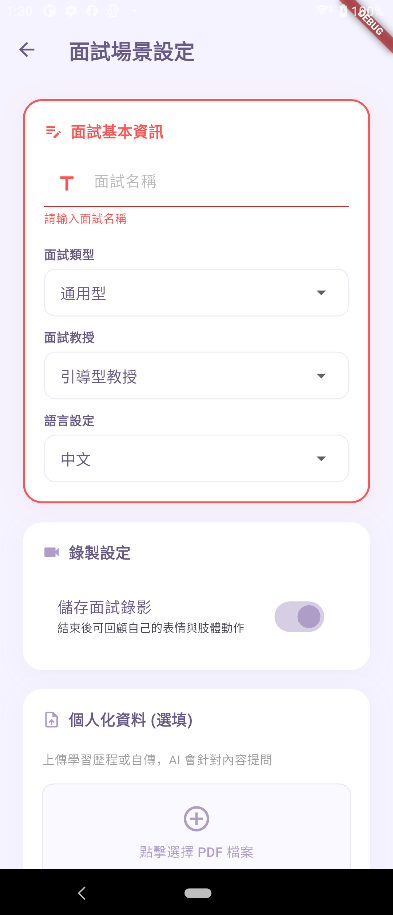 1:30
100%
DEBUG
面試場景設定
面試基本資訊
面試名稱
請輸入面試名稱
面試類型
通用型
面試教授
引導型教授
語言設定
中文
錄製設定
儲存面試錄影
結束後可回顧自己的表情與肢體動作
個人化資料 (選填)
上傳學習歷程或自傳，AI 會針對內容提問
點擊選擇 PDF 檔案